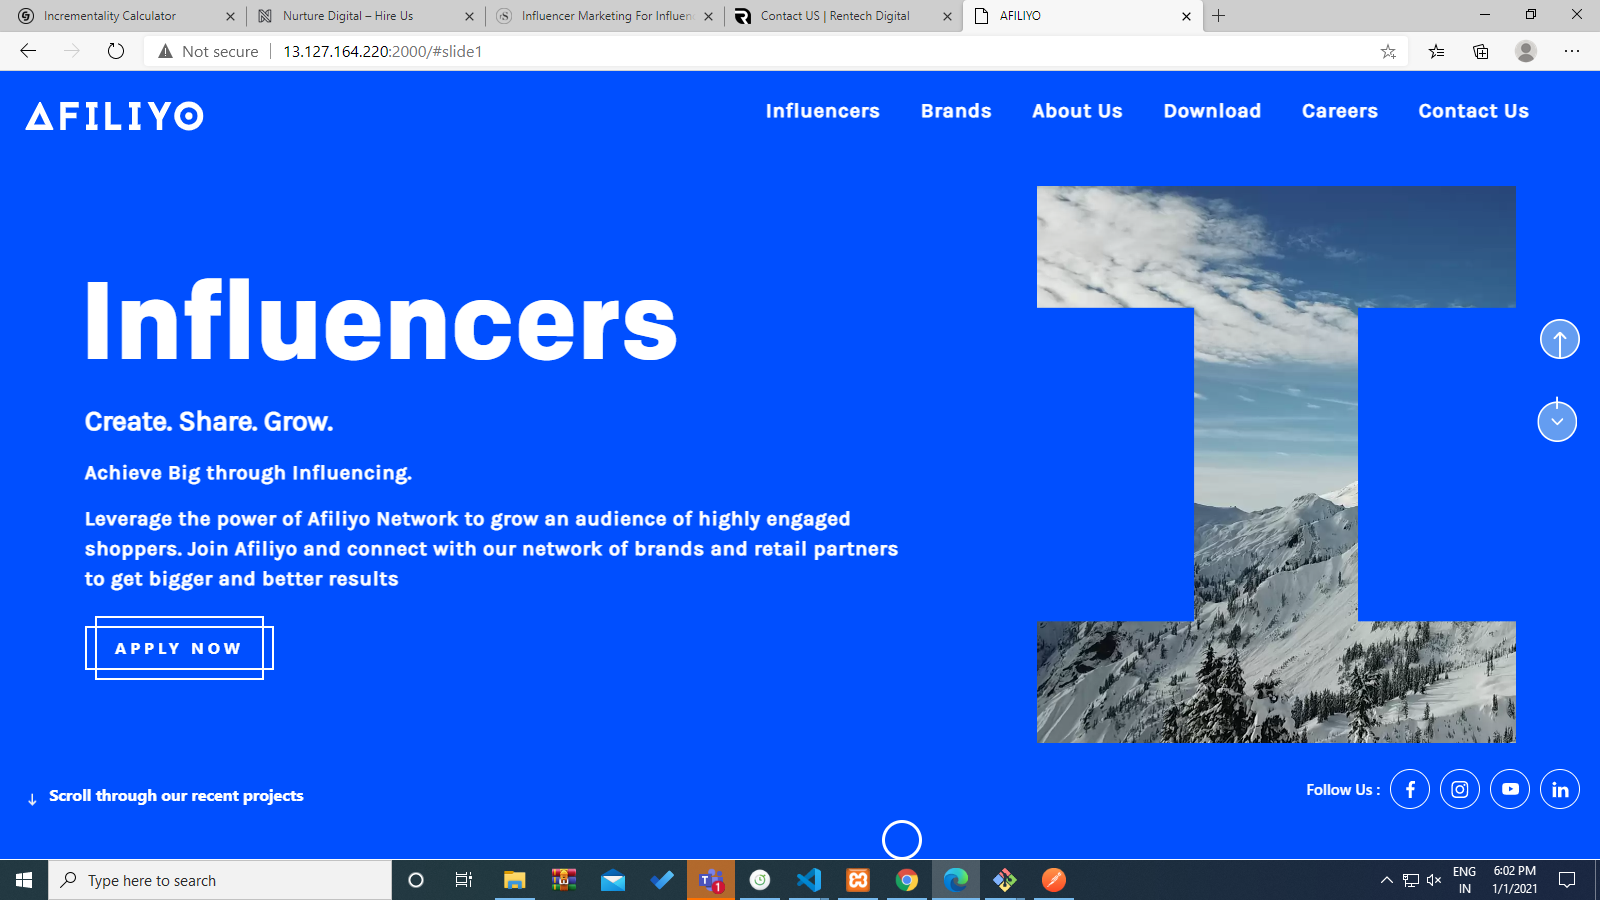 Incrementality Calculator
Nurture Digital – Hire Us
Influencer Marketing For Influen
Contact US | Rentech Digital
AFILIYO
Not secure
13.127.164.220:2000/#slide1
AFILIYO
Influencers
Brands
About Us
Download
Careers
Contact Us
Influencers
Create. Share. Grow.
Achieve Big through Influencing.
Leverage the power of Afiliyo Network to grow an audience of highly engaged
shoppers. Join Afiliyo and connect with our network of brands and retail partners
to get bigger and better results
APPLY NOW
Scroll through our recent projects
Follow Us :
Type here to search
1
ENG
IN
6:02 PM
1/1/2021